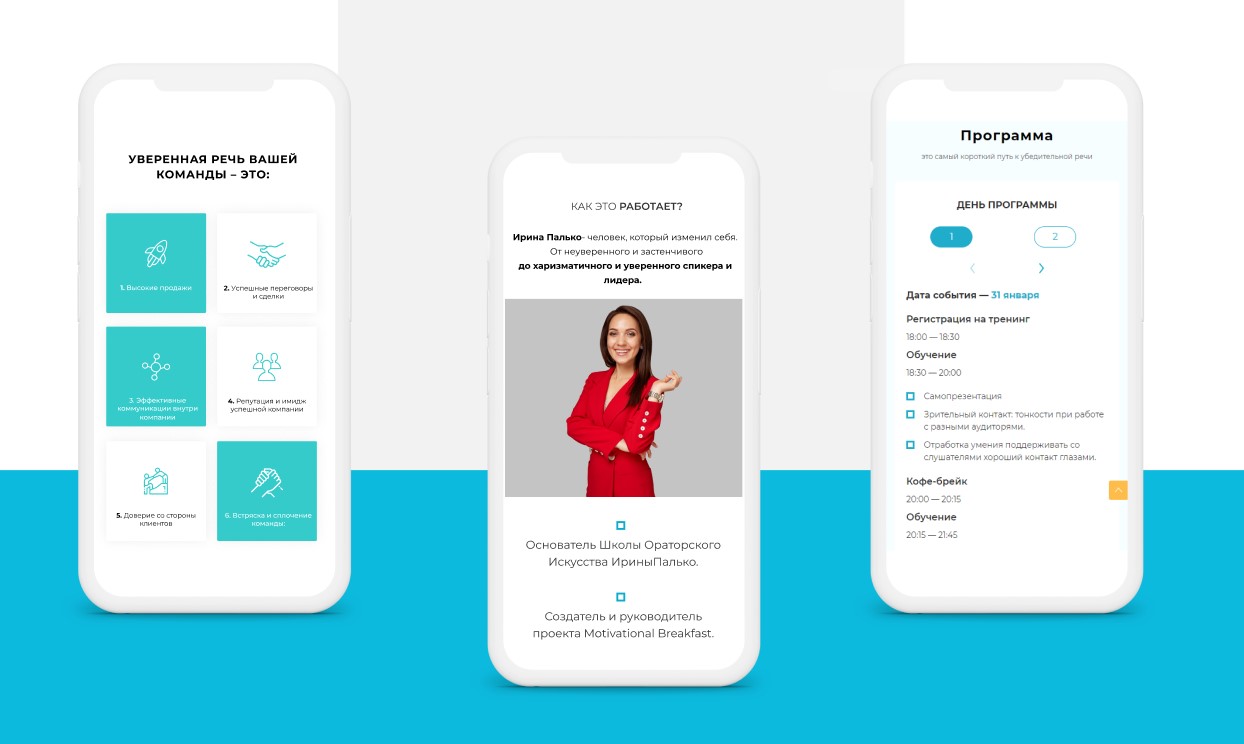 УВЕРЕННАЯ РЕЧЬ ВАШЕЙ
КОМАНДЫ – ЭТО:
1. Высокие продажи
2. Успешные переговоры
и сделки
3. Эффективные
коммуникации внутри
компании
4. Репутация и имидж
успешной компании
5. Доверие со стороны
клиентов
6. Встряска и сплочение
команды:
КАК ЭТО РАБОТАЕТ?
Ирина Палько- человек, который изменил себя.
От неуверенного и застенчивого
до харизматичного и уверенного спикера и
лидера.
Основатель Школы Ораторского
Искусства ИриныПалько.
Создатель и руководитель
проекта Motivational Breakfast.
Программа
это самый короткий путь к убедительной речи
ДЕНЬ ПРОГРАММЫ
1
2
Дата события — 31 января
Регистрация на тренинг
18:00 — 18:30
Обучение
18:30 — 20:00
Самопрезентация
Зрительный контакт: тонкости при работе
с разными аудиторями.
Отработка умения поддерживать со
слушателями хороший контакт глазами.
Кофе-брейк
20:00 — 20:15
Обучение
20:15 — 21:45